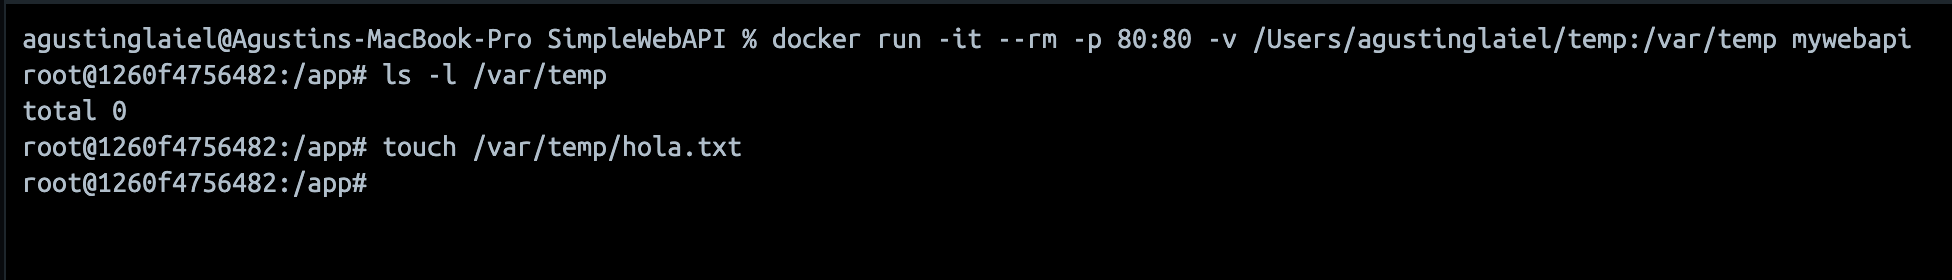 agustinglaiel@Agustins-MacBook-Pro SimpleWebAPI % docker run -it --rm -p 80:80 -v /Users/agustinglaiel/temp:/var/temp mywebapi
root@1260f4756482:/app# ls -l /var/temp
total 0
root@1260f4756482:/app# touch /var/temp/hola.txt
root@1260f4756482:/app#